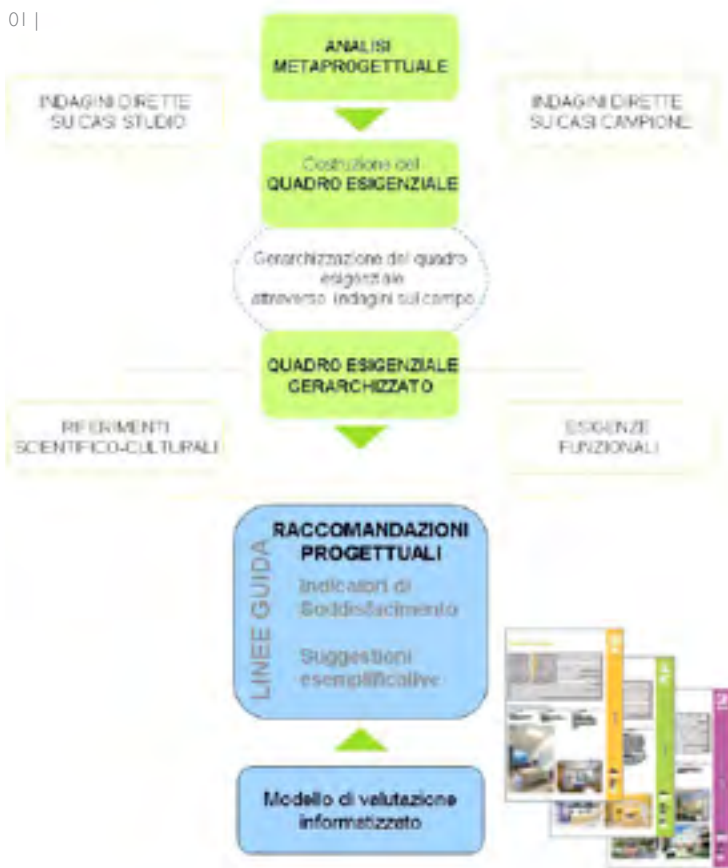 01 |
ANALISI
METAPROGETTUALE
INDAGINI DIRETTE
SU CASI STUDIO
INDAGINI DIRETTE
SU CASI CAMPIONE
Costruzione del
QUADRO ESIGENZIALE
Gerarchizzazione del quadro
esigenziale
attraverso indagini sul campo
QUADRO ESIGENZIALE
GERARCHIZZATO
RIFERIMENTI
SCIENTIFICO-CULTURALI
ESIGENZE
FUNZIONALI
LINEE GUIDA
RACCOMANDAZIONI
PROGETTUALI
Indicatori di
Soddisfacimento
Suggestioni
esemplificative
Modello di valutazione
informatizzato